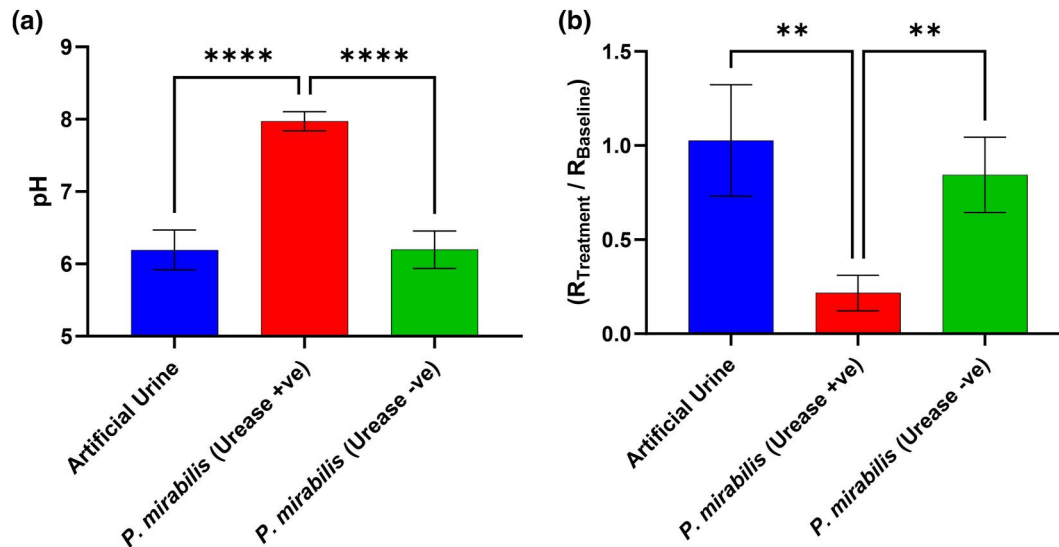 (a)
pH
9
8
7
6
5
****
****
Artificial Urine
P. mirabilis (Urease +ve)
P. mirabilis (Urease -ve)
(b)
(RTreatment / RBaseline)
1.5
1.0
0.5
0.0
**
**
Artificial Urine
P. mirabilis (Urease +ve)
P. mirabilis (Urease -ve)